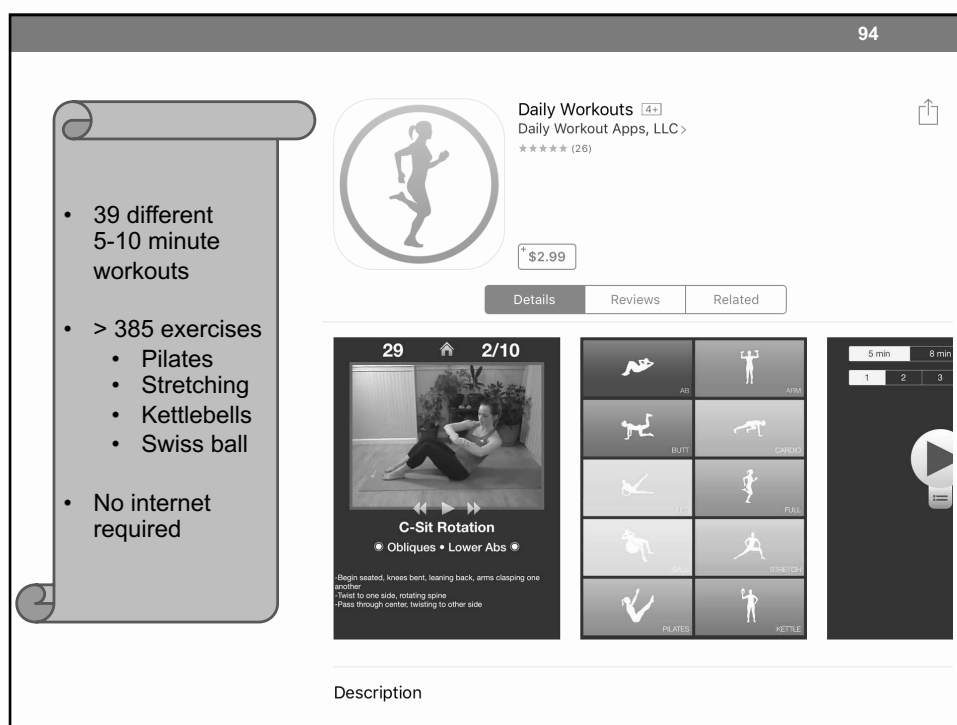 94
• 39 different
5-10 minute
workouts
• > 385 exercises
• Pilates
• Stretching
• Kettlebells
• Swiss ball
• No internet
required
Daily Workouts 4+
Daily Workout Apps, LLC >
★★★★★ (26)
+ $2.99
Details Reviews Related
29 2/10
C-Sit Rotation
Obliques • Lower Abs
-Begin seated, knees bent, leaning back, arms clasping one
another
-Twist to one side, rotating spine
-Pass through center, twisting to other side
AB ARM
BUTT CARDIO
LEG FULL
BALL STRETCH
PILATES KETTLE
5 min 8 min
1 2 3
Description